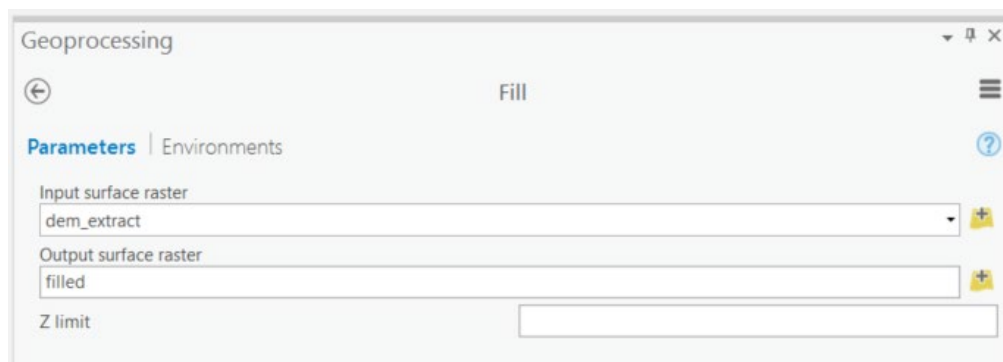 Geoprocessing
Fill
Parameters | Environments
Input surface raster
dem_extract
Output surface raster
filled
Z limit